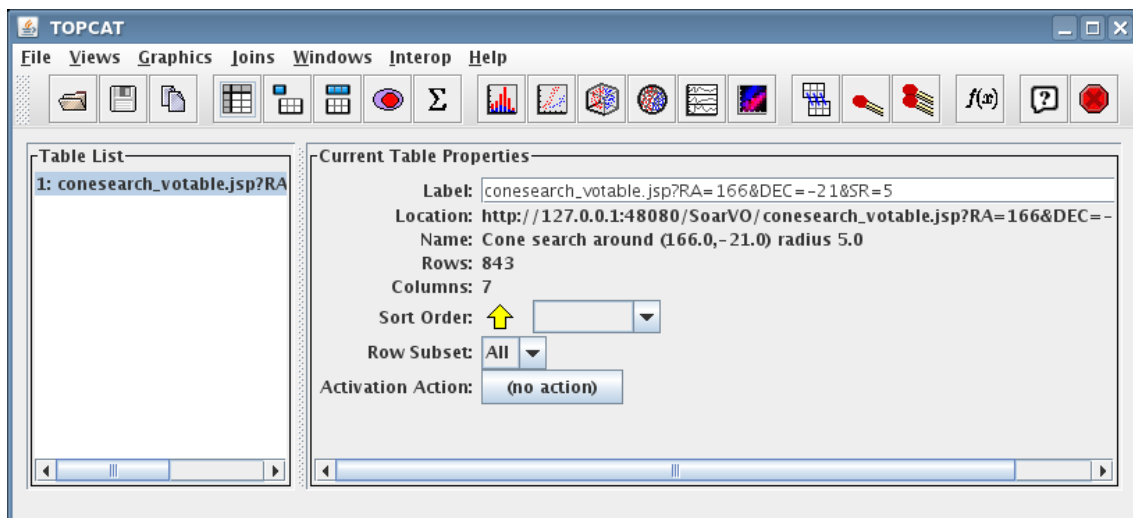 TOPCAT
File Views Graphics Joins Windows Interop Help
Σ f(x) ?
Table List
1: conesearch_votable.jsp?RA
Current Table Properties
Label: conesearch_votable.jsp?RA=166&DEC=-21&SR=5
Location: http://127.0.0.1:48080/SoarVO/conesearch_votable.jsp?RA=166&DEC=-
Name: Cone search around (166.0,-21.0) radius 5.0
Rows: 843
Columns: 7
Sort Order:
Row Subset: All
Activation Action: (no action)